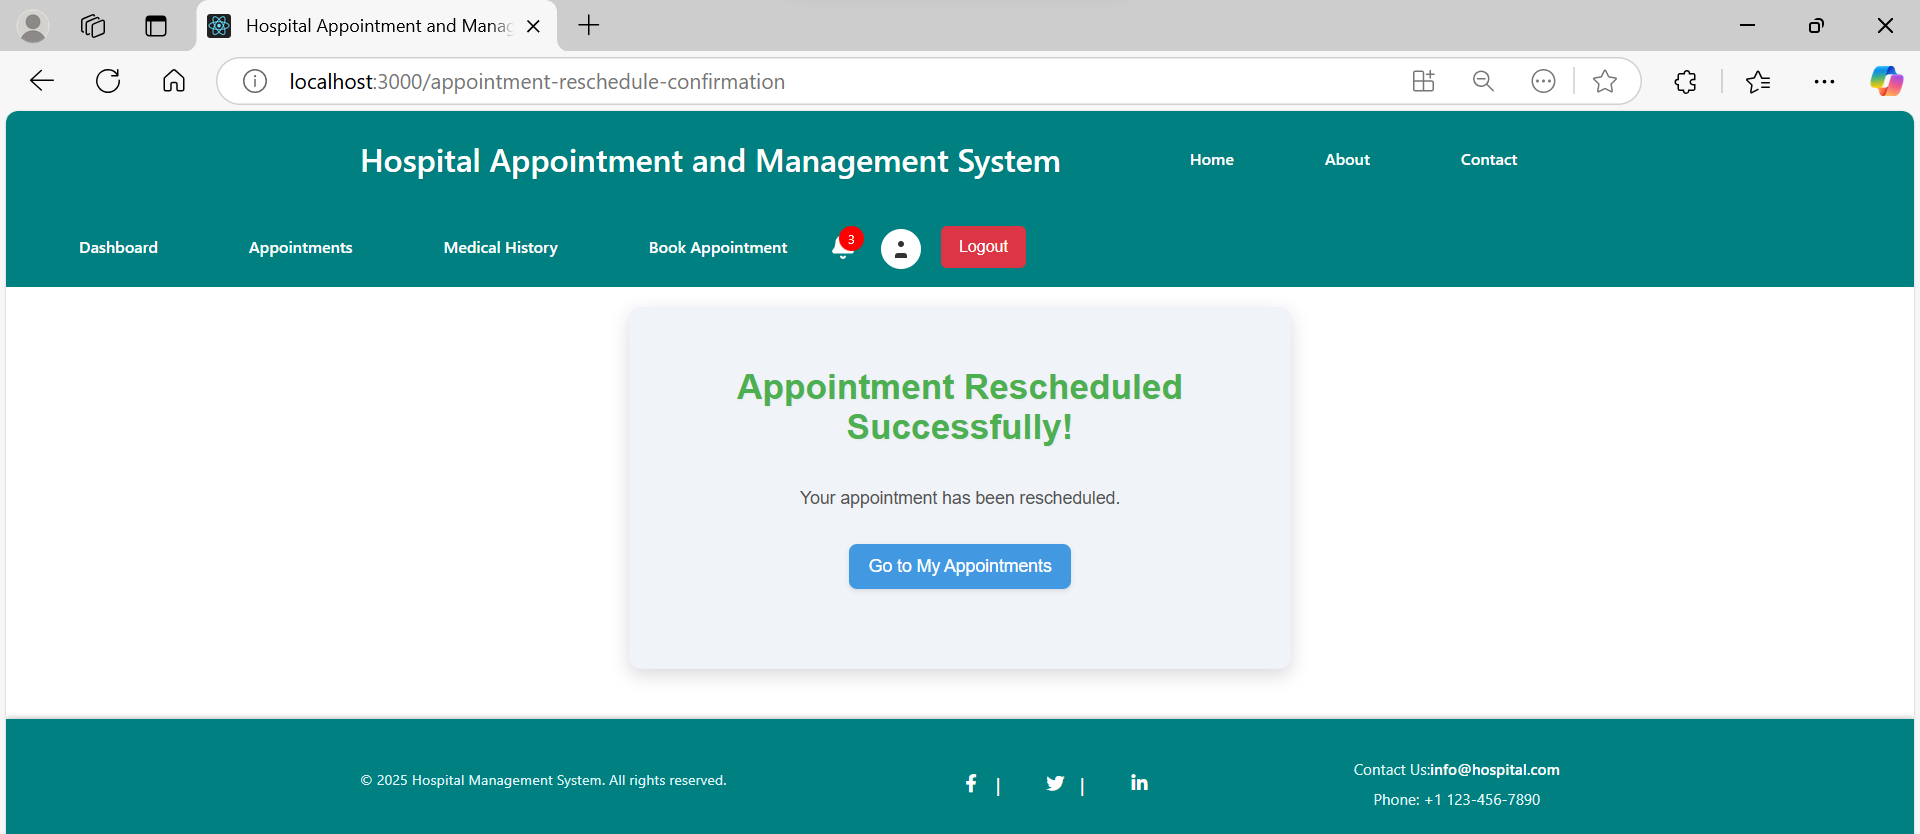 Hospital Appointment and Manag
localhost:3000/appointment-reschedule-confirmation
Hospital Appointment and Management System
Home
About
Contact
Dashboard
Appointments
Medical History
Book Appointment
3
Logout
Appointment Rescheduled
Successfully!
Your appointment has been rescheduled.
Go to My Appointments
© 2025 Hospital Management System. All rights reserved.
|
|
Contact Us:info@hospital.com
Phone: +1 123-456-7890